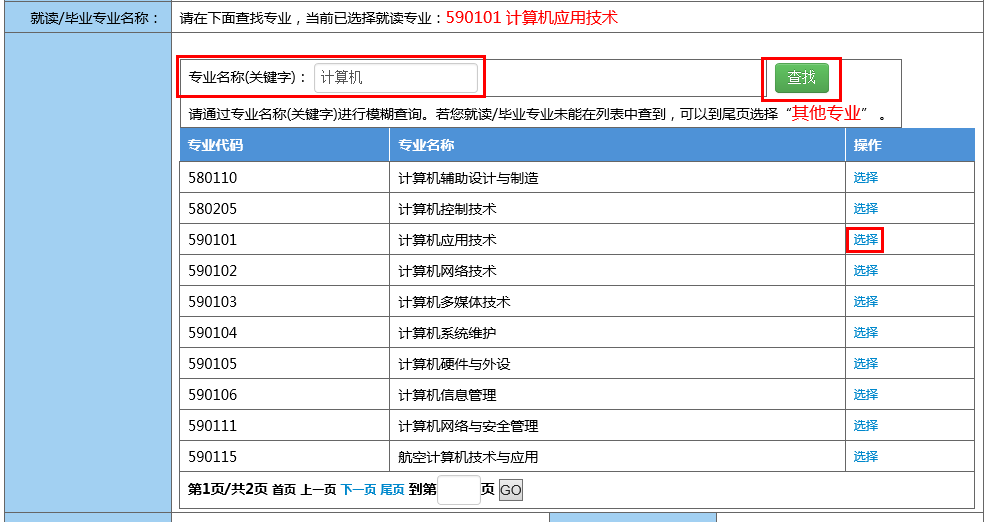 就读/毕业专业名称： 请在下面查找专业，当前已选择就读专业：590101 计算机应用技术
专业名称(关键字)： 计算机 查找
请通过专业名称(关键字)进行模糊查询。若您就读/毕业专业未能在列表中查到，可以到尾页选择“其他专业” 。
专业代码 专业名称 操作
580110 计算机辅助设计与制造 选择
580205 计算机控制技术 选择
590101 计算机应用技术 选择
590102 计算机网络技术 选择
590103 计算机多媒体技术 选择
590104 计算机系统维护 选择
590105 计算机硬件与外设 选择
590106 计算机信息管理 选择
590111 计算机网络与安全管理 选择
590115 航空计算机技术与应用 选择
第1页/共2页 首页 上一页 下一页 尾页 到第 页 GO